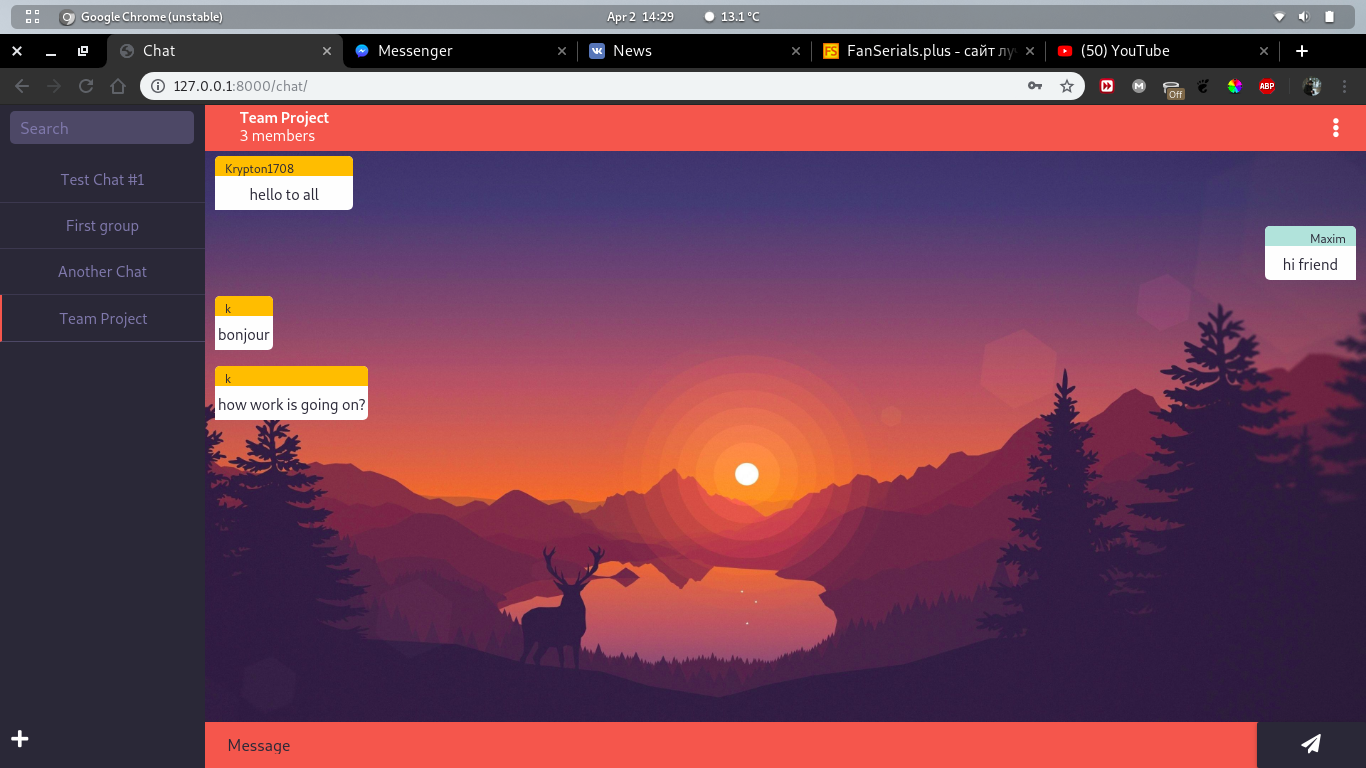 Google Chrome (unstable)
Apr 2 14:29
13.1 °C
Chat
Messenger
News
FanSerials.plus - сайт лу
(50) YouTube
127.0.0.1:8000/chat/
Off
ABP
Search
Team Project
3 members
Test Chat #1
First group
Another Chat
Team Project
Krypton1708
hello to all
Maxim
hi friend
k
bonjour
k
how work is going on?
Message